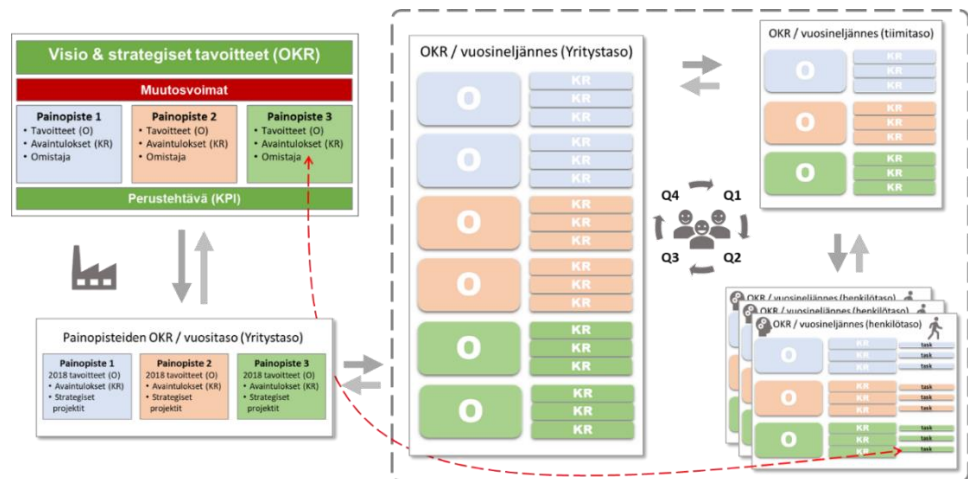 Visio & strategiset tavoitteet (OKR)
Muutosvoimat
Painopiste 1
• Tavoitteet (O)
• Avaintulokset (KR)
• Omistaja
Painopiste 2
• Tavoitteet (O)
• Avaintulokset (KR)
• Omistaja
Painopiste 3
• Tavoitteet (O)
• Avaintulokset (KR)
• Omistaja
Perustehtävä (KPI)
Painopisteiden OKR / vuositaso (Yritystaso)
Painopiste 1
2018 tavoitteet (O)
• Avaintulokset (KR)
• Strategiset
projektit
Painopiste 2
2018 tavoitteet (O)
• Avaintulokset (KR)
• Strategiset
projektit
Painopiste 3
2018 tavoitteet (O)
• Avaintulokset (KR)
• Strategiset
projektit
OKR / vuosineljännes (Yritystaso)
O
KR
KR
KR
O
KR
KR
KR
O
KR
KR
KR
O
KR
KR
KR
O
KR
KR
KR
O
KR
KR
KR
OKR / vuosineljännes (tiimitaso)
O
KR
KR
KR
O
KR
KR
KR
O
KR
KR
KR
Q4
Q1
Q3
Q2
OKR / vuosineljännes (henkilötaso)
OKR / vuosineljännes (henkilötaso)
OKR / vuosineljännes (henkilötaso)
O
KR
KR
KR
task
task
task
O
KR
KR
KR
task
task
task
O
KR
KR
KR
task
task
task